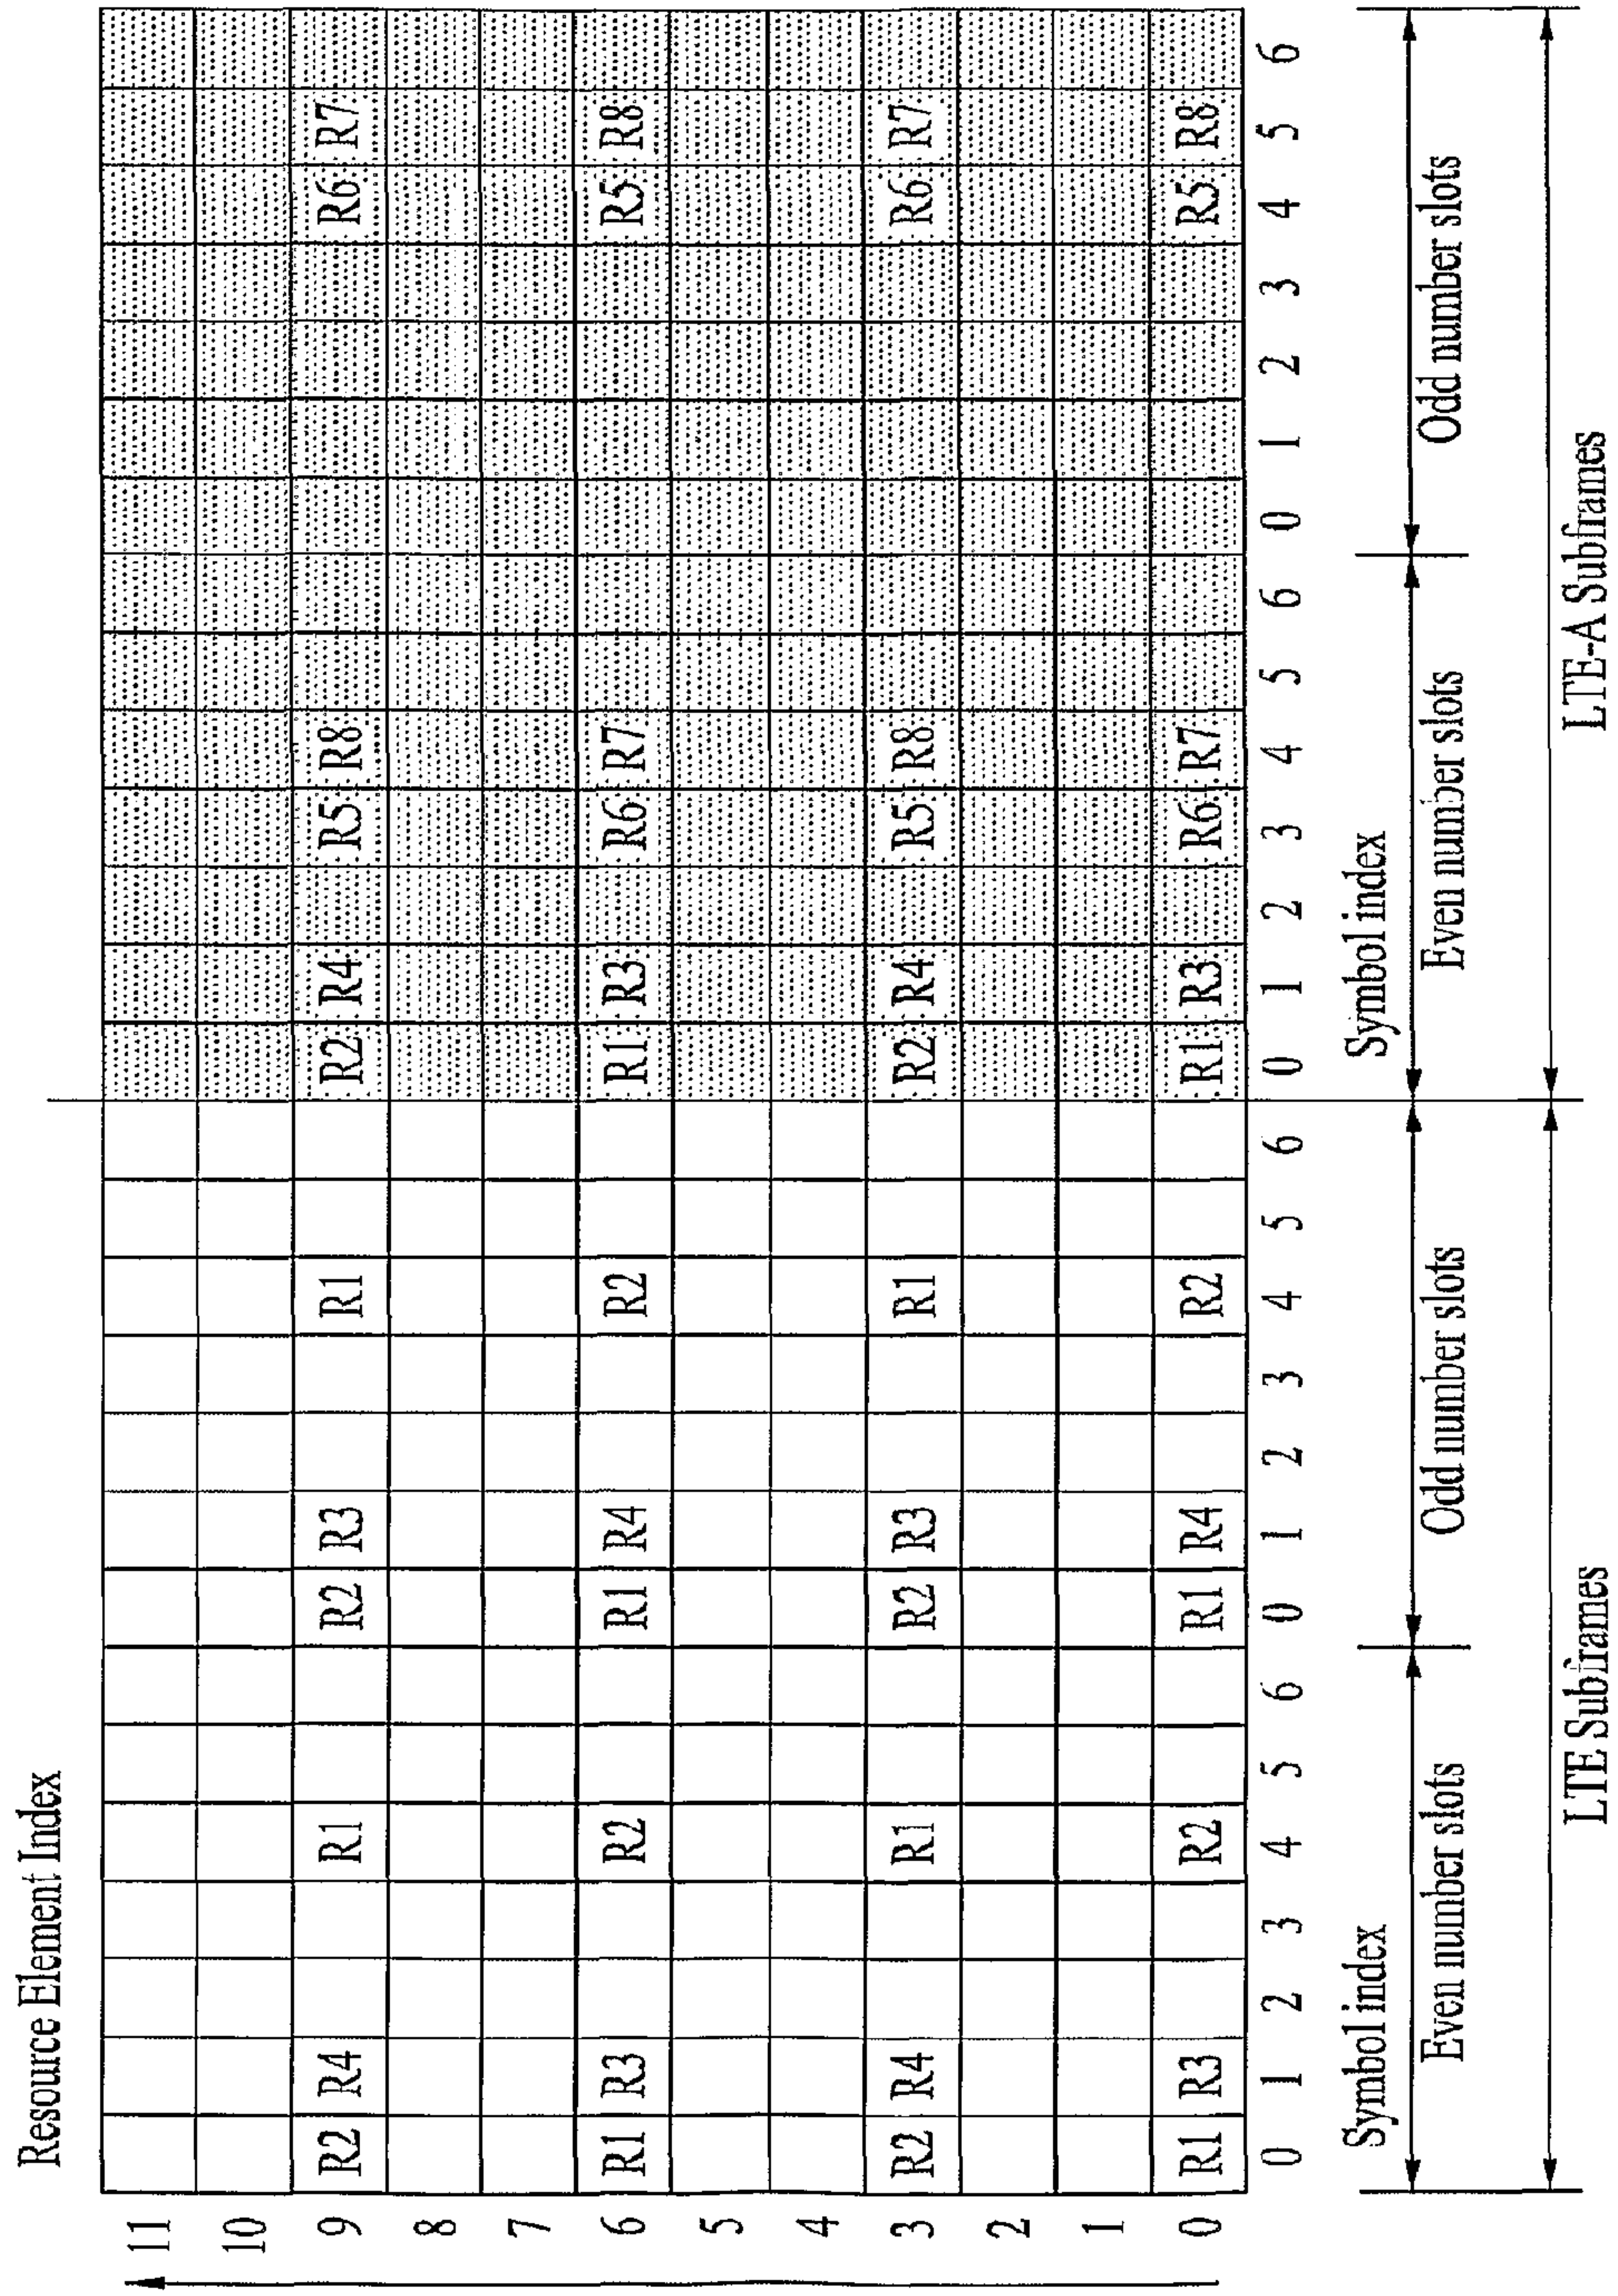 Resource Element Index
11
10
9 R2 R4 R1 R2 R3 R1 R2 R4 R5 R8 R6 R7
8
7
6 R1 R3 R2 R1 R4 R2 R1 R3 R6 R7 R5 R8
5
4
3 R2 R4 R1 R2 R3 R1 R2 R4 R5 R8 R6 R7
2
1
0 R1 R3 R2 R1 R4 R2 R1 R3 R6 R7 R5 R8
0 1 2 3 4 5 6 0 1 2 3 4 5 6 0 1 2 3 4 5 6 0 1 2 3 4 5 6
Symbol index Symbol index
Even number slots Odd number slots Even number slots Odd number slots
LTE Subframes LTE-A Subframes